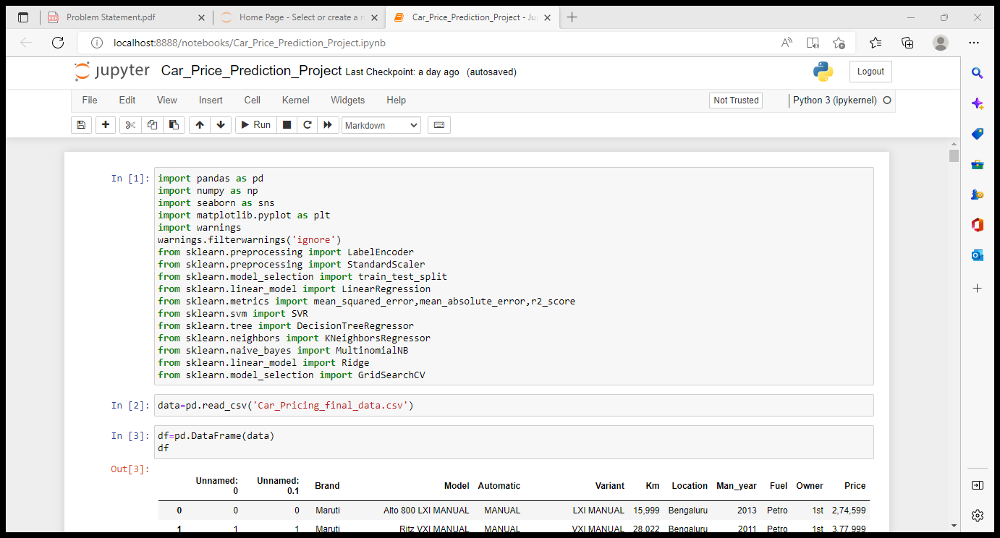 Problem Statement.pdf
Home Page - Select or create a n
Car_Price_Prediction_Project - Ju
localhost:8888/notebooks/Car_Price_Prediction_Project.ipynb
jupyter Car_Price_Prediction_Project Last Checkpoint: a day ago (autosaved)
Logout
File Edit View Insert Cell Kernel Widgets Help
Not Trusted
Python 3 (ipykernel)
Run
Markdown
In [1]:
import pandas as pd
import numpy as np
import seaborn as sns
import matplotlib.pyplot as plt
import warnings
warnings.filterwarnings('ignore')
from sklearn.preprocessing import LabelEncoder
from sklearn.preprocessing import StandardScaler
from sklearn.model_selection import train_test_split
from sklearn.linear_model import LinearRegression
from sklearn.metrics import mean_squared_error,mean_absolute_error,r2_score
from sklearn.svm import SVR
from sklearn.tree import DecisionTreeRegressor
from sklearn.neighbors import KNeighborsRegressor
from sklearn.naive_bayes import MultinomialNB
from sklearn.linear_model import Ridge
from sklearn.model_selection import GridSearchCV
In [2]: data=pd.read_csv('Car_Pricing_final_data.csv')
In [3]: df=pd.DataFrame(data)
df
Out[3]:
Unnamed: 0 Unnamed: 0.1 Brand Model Automatic Variant Km Location Man_year Fuel Owner Price
0 0 0 Maruti Alto 800 LXI MANUAL MANUAL LXI MANUAL 15,999 Bengaluru 2013 Petro 1st 2,74,599
1 1 1 Maruti Ritz VXI MANUAL MANUAL VXI MANUAL 28,022 Bengaluru 2011 Petro 1st 3,77,999